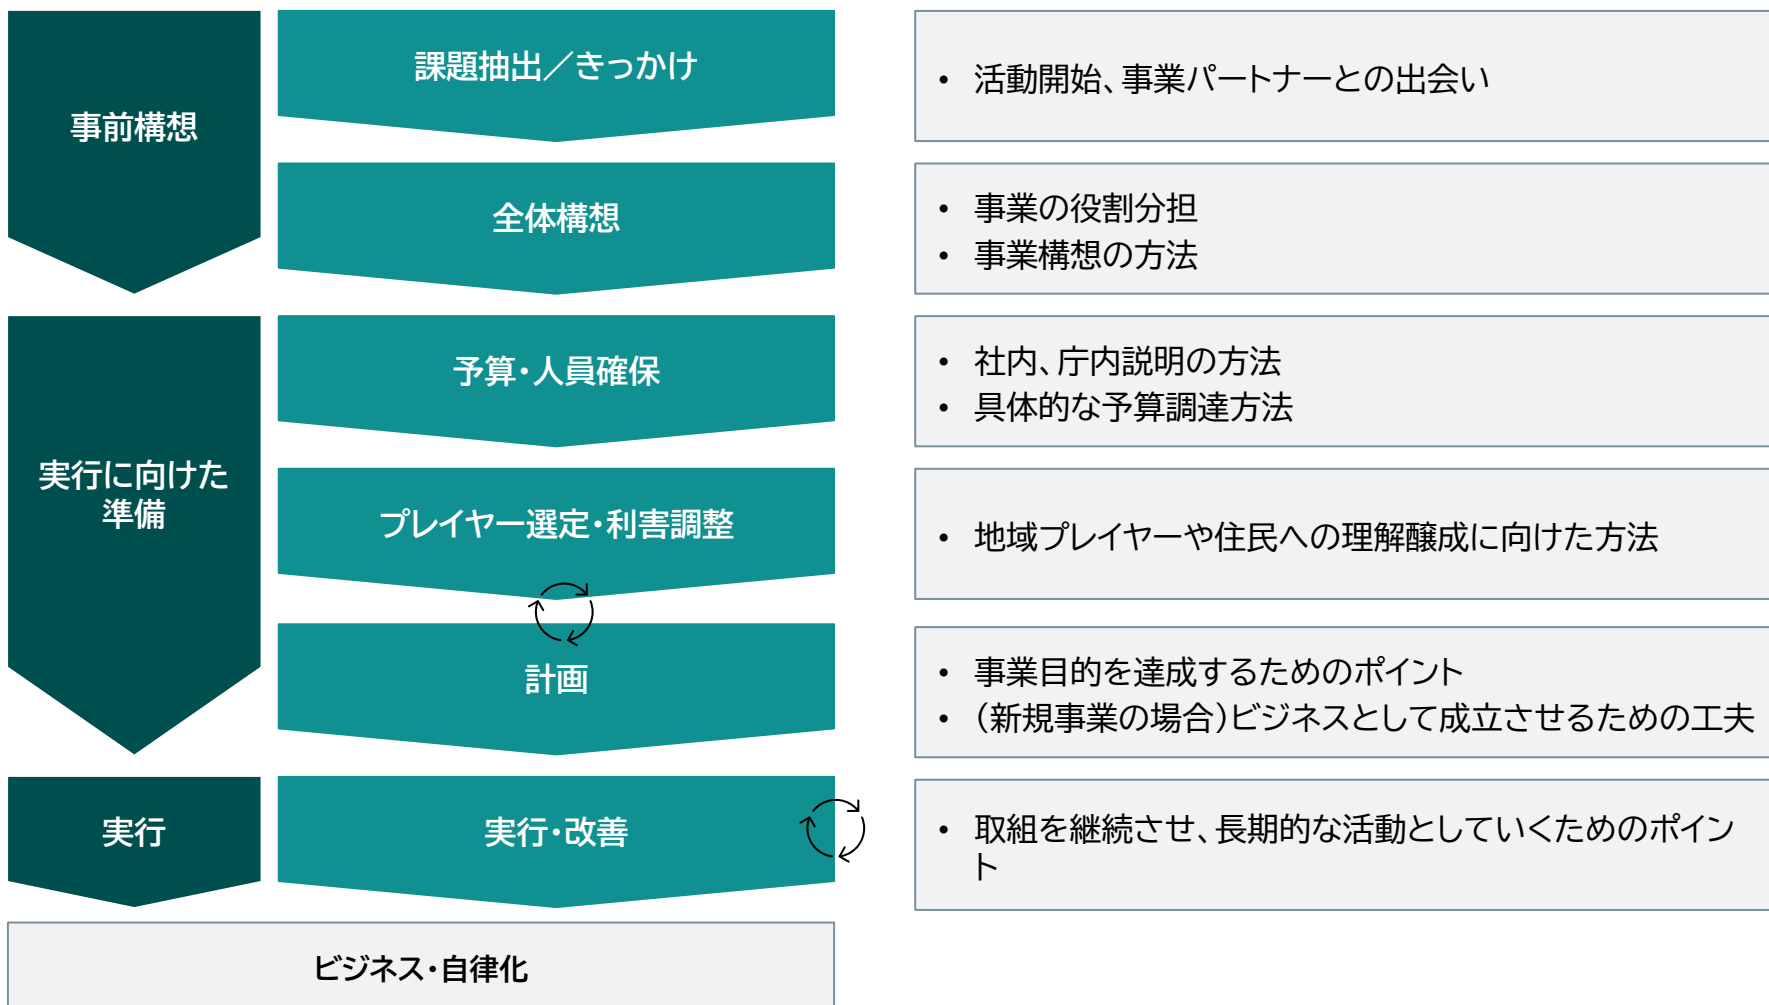 事前構想
課題抽出／きっかけ
• 活動開始、事業パートナーとの出会い
全体構想
• 事業の役割分担
• 事業構想の方法
実行に向けた
準備
予算・人員確保
• 社内、庁内説明の方法
• 具体的な予算調達方法
プレイヤー選定・利害調整
• 地域プレイヤーや住民への理解醸成に向けた方法
計画
• 事業目的を達成するためのポイント
• （新規事業の場合）ビジネスとして成立させるための工夫
実行
実行・改善
• 取組を継続させ、長期的な活動としていくためのポイン
ト
ビジネス・自律化